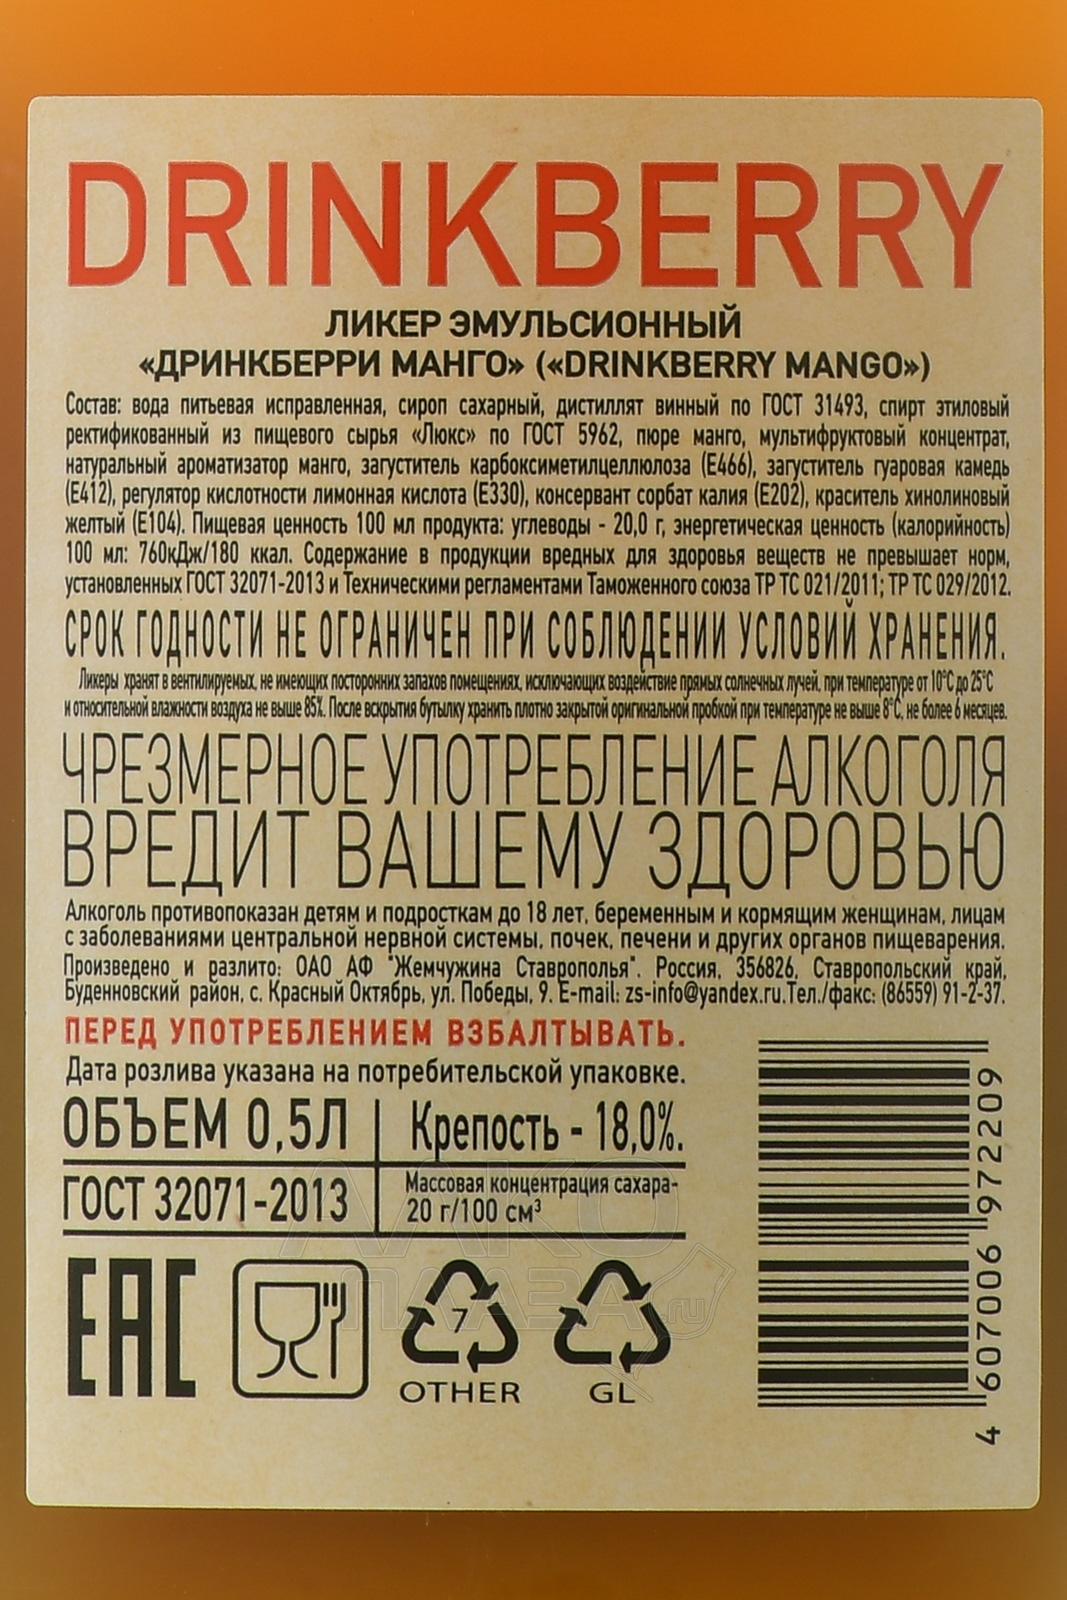 DRINKBERRY
ЛИКЕР ЭМУЛЬСИОННЫЙ
«ДРИНКБЕРРИ МАНГО» («DRINKBERRY MANGO»)
Состав: вода питьевая исправленная, сироп сахарный, дистиллят винный по ГОСТ 31493, спирт этиловый
ректификованный из пищевого сырья «Люкс» по ГОСТ 5962, пюре манго, мультифруктовый концентрат,
натуральный ароматизатор манго, загуститель карбоксиметилцеллюлоза (Е466), загуститель гуаровая камедь
(Е412), регулятор кислотности лимонная кислота (Е330), консервант сорбат калия (Е202), краситель хинолиновый
желтый (Е104). Пищевая ценность 100 мл продукта: углеводы - 20,0 г, энергетическая ценность (калорийность)
100 мл: 760кДж/180 ккал. Содержание в продукции вредных для здоровья веществ не превышает норм,
установленных ГОСТ 32071-2013 и Техническими регламентами Таможенного союза ТР ТС 021/2011; ТР ТС 029/2012.
СРОК ГОДНОСТИ НЕ ОГРАНИЧЕН ПРИ СОБЛЮДЕНИИ УСЛОВИЙ ХРАНЕНИЯ.
Ликеры хранят в вентилируемых, не имеющих посторонних запахов помещениях, исключающих воздействие прямых солнечных лучей, при температуре от 10°С до 25°С
и относительной влажности воздуха не выше 85%. После вскрытия бутылку хранить плотно закрытой оригинальной пробкой при температуре не выше 8°С, не более 6 месяцев.
ЧРЕЗМЕРНОЕ УПОТРЕБЛЕНИЕ АЛКОГОЛЯ
ВРЕДИТ ВАШЕМУ ЗДОРОВЬЮ
Алкоголь противопоказан детям и подросткам до 18 лет, беременным и кормящим женщинам, лицам
с заболеваниями центральной нервной системы, почек, печени и других органов пищеварения.
Произведено и разлито: ОАО АФ "Жемчужина Ставрополья". Россия, 356826, Ставропольский край,
Буденновский район, с. Красный Октябрь, ул. Победы, 9. E-mail: zs-info@yandex.ru.Тел./факс: (86559) 91-2-37.
ПЕРЕД УПОТРЕБЛЕНИЕМ ВЗБАЛТЫВАТЬ.
Дата розлива указана на потребительской упаковке.
ОБЪЕМ 0,5Л
Крепость - 18,0%.
ГОСТ 32071-2013
Массовая концентрация сахара-
20 г/100 см³
EAC
7
OTHER
GL
4 607006 972209
АЛКО
ПЛАЗА.ru